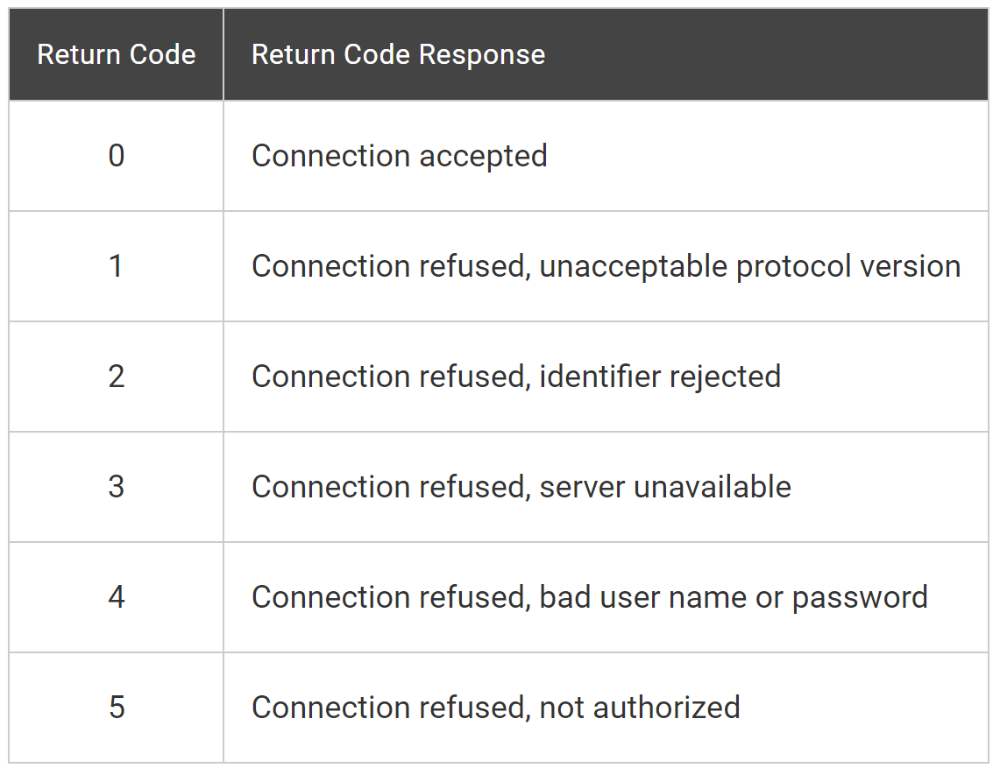 Return Code Return Code Response
0 Connection accepted
1 Connection refused, unacceptable protocol version
2 Connection refused, identifier rejected
3 Connection refused, server unavailable
4 Connection refused, bad user name or password
5 Connection refused, not authorized